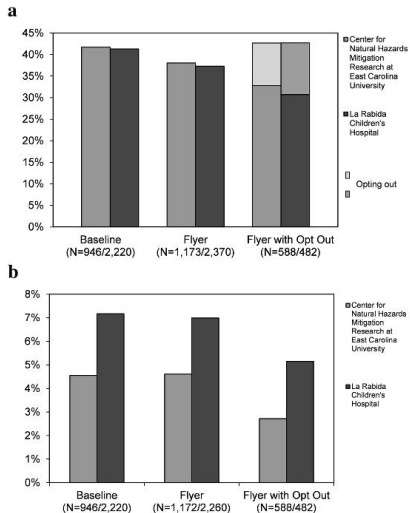 a
45%
40%
35%
30%
25%
20%
15%
10%
5%
0%
Baseline
(N=946/2,220)
Flyer
(N=1,173/2,370)
Flyer with Opt Out
(N=588/482)
Center for
Natural Hazards
Mitigation
Research at
East Carolina
University
La Rabida
Children's
Hospital
Opting out
b
8%
7%
6%
5%
4%
3%
2%
1%
0%
Baseline
(N=946/2,220)
Flyer
(N=1,172/2,260)
Flyer with Opt Out
(N=588/482)
Center for
Natural Hazards
Mitigation
Research at
East Carolina
University
La Rabida
Children's
Hospital